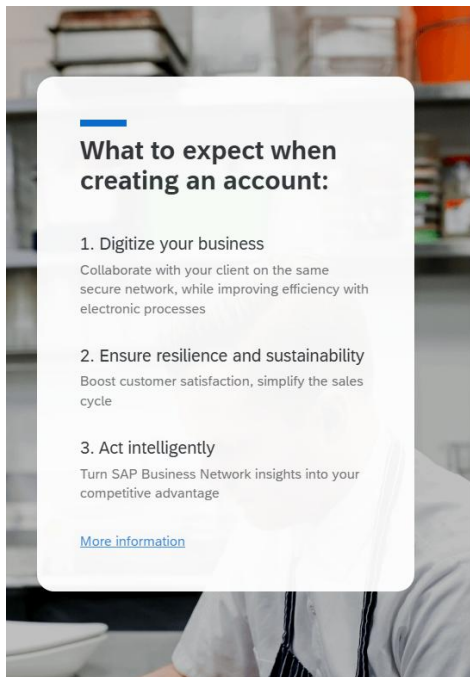 What to expect when
creating an account:
1. Digitize your business
Collaborate with your client on the same
secure network, while improving efficiency with
electronic processes
2. Ensure resilience and sustainability
Boost customer satisfaction, simplify the sales
cycle
3. Act intelligently
Turn SAP Business Network insights into your
competitive advantage
More information